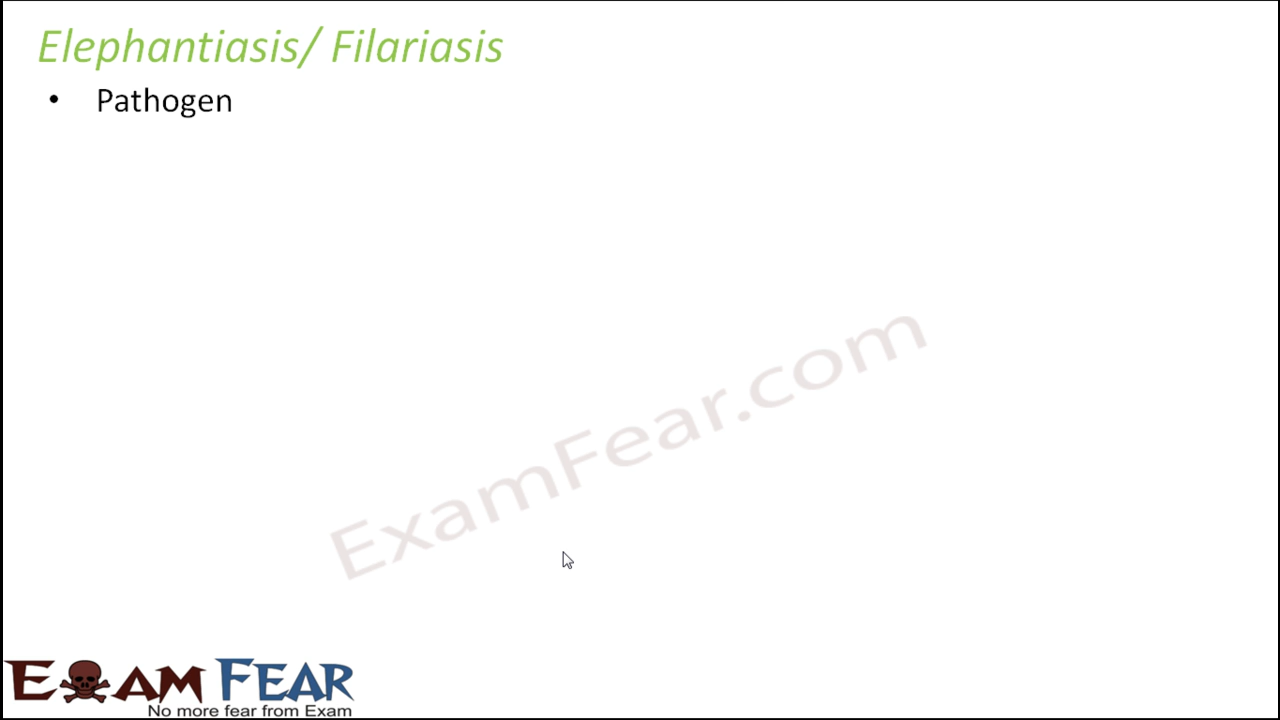 Elephantiasis/ Filariasis
• Pathogen
ExamFear.com
EXAM FEAR
No more fear from Exam